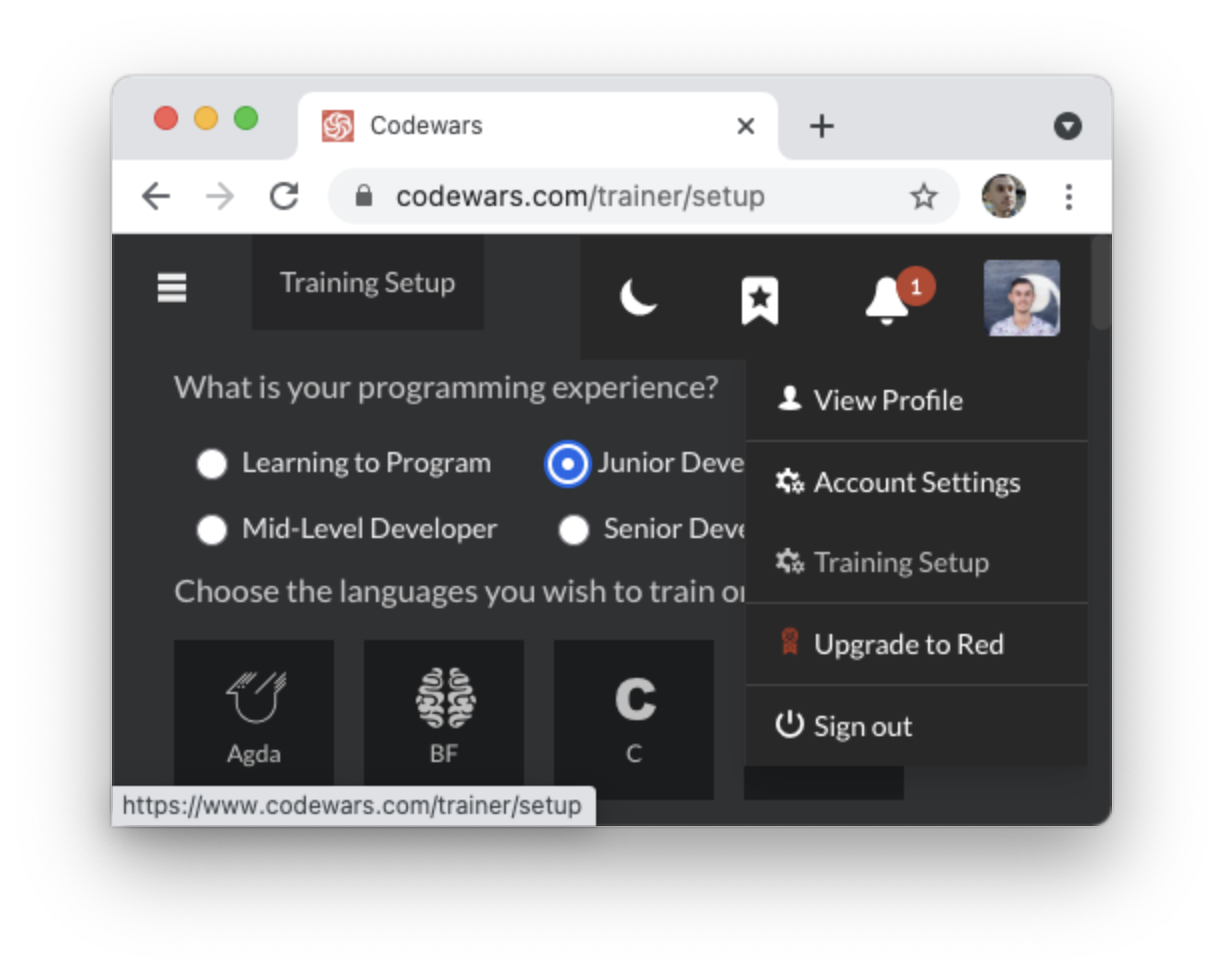 Codewars
codewars.com/trainer/setup
Training Setup
1
What is your programming experience?
Learning to Program
Junior Deve
Mid-Level Developer
Senior Deve
Choose the languages you wish to train
Agda
BF
C
View Profile
Account Settings
Training Setup
Upgrade to Red
Sign out
https://www.codewars.com/trainer/setup